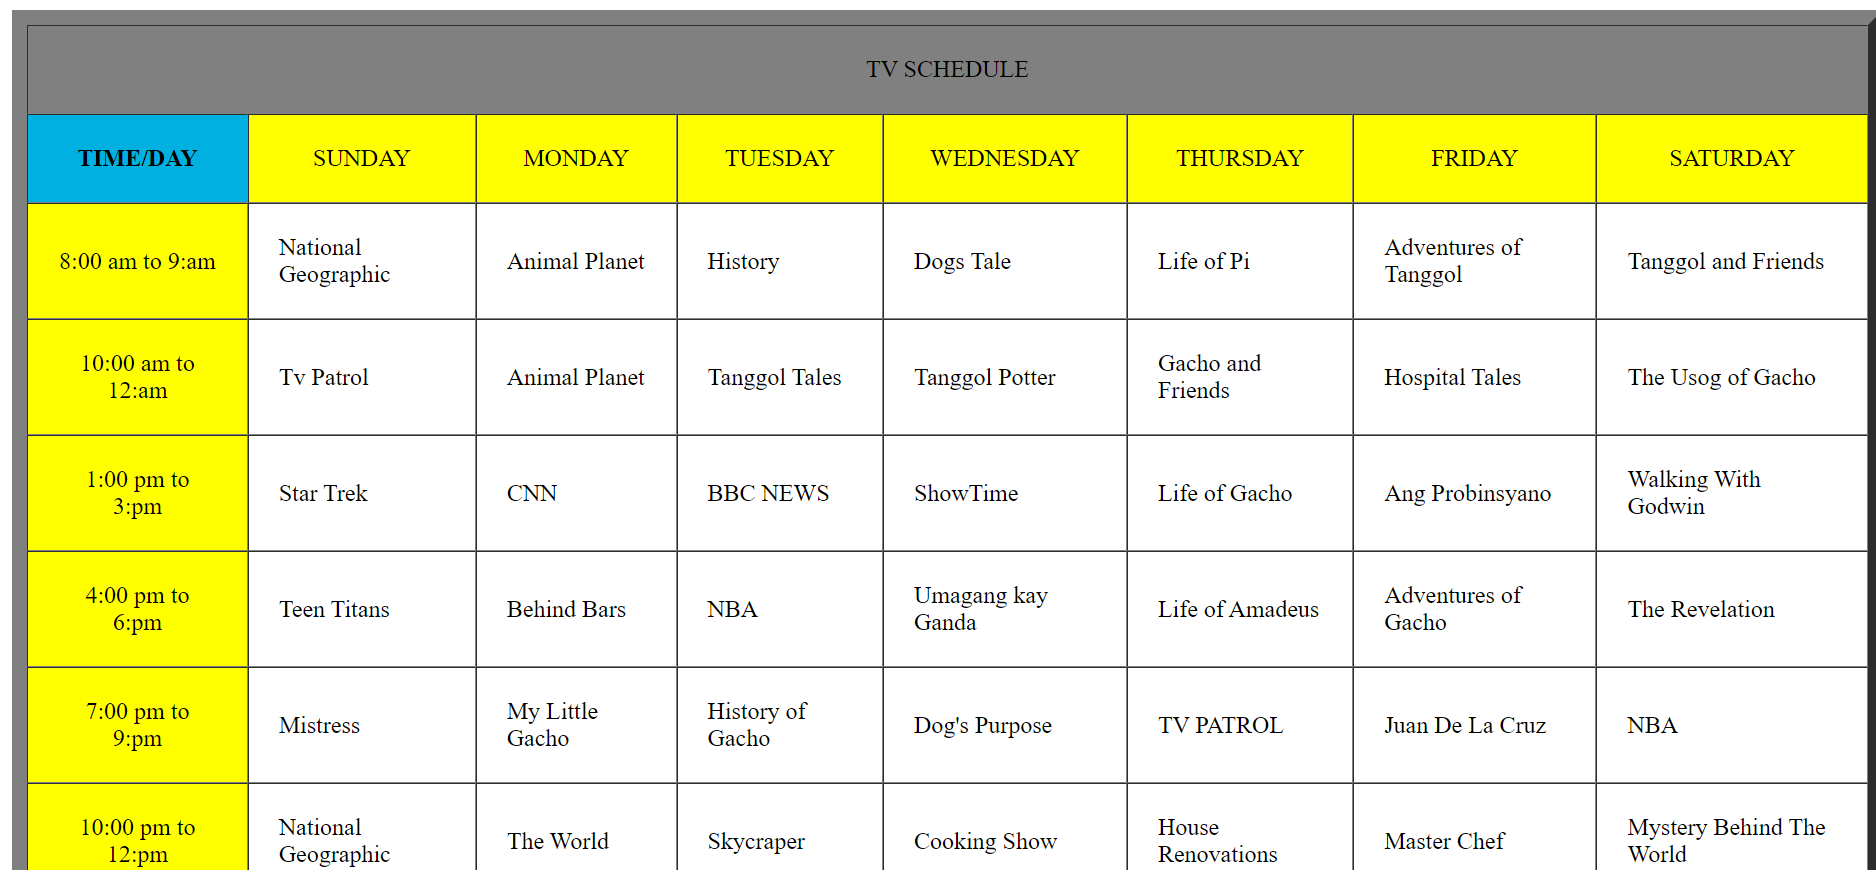 TV SCHEDULE
TIME/DAY SUNDAY MONDAY TUESDAY WEDNESDAY THURSDAY FRIDAY SATURDAY
8:00 am to 9:am
National
Geographic
Animal Planet
History
Dogs Tale
Life of Pi
Adventures of
Tanggol
Tanggol and Friends
10:00 am to
12:am
Tv Patrol
Animal Planet
Tanggol Tales
Tanggol Potter
Gacho and
Friends
Hospital Tales
The Usog of Gacho
1:00 pm to
3:pm
Star Trek
CNN
BBC NEWS
ShowTime
Life of Gacho
Ang Probinsyano
Walking With
Godwin
4:00 pm to
6:pm
Teen Titans
Behind Bars
NBA
Umagang kay
Ganda
Life of Amadeus
Adventures of
Gacho
The Revelation
7:00 pm to
9:pm
Mistress
My Little
Gacho
History of
Gacho
Dog's Purpose
TV PATROL
Juan De La Cruz
NBA
10:00 pm to
12:pm
National
Geographic
The World
Skycraper
Cooking Show
House
Renovations
Master Chef
Mystery Behind The
World